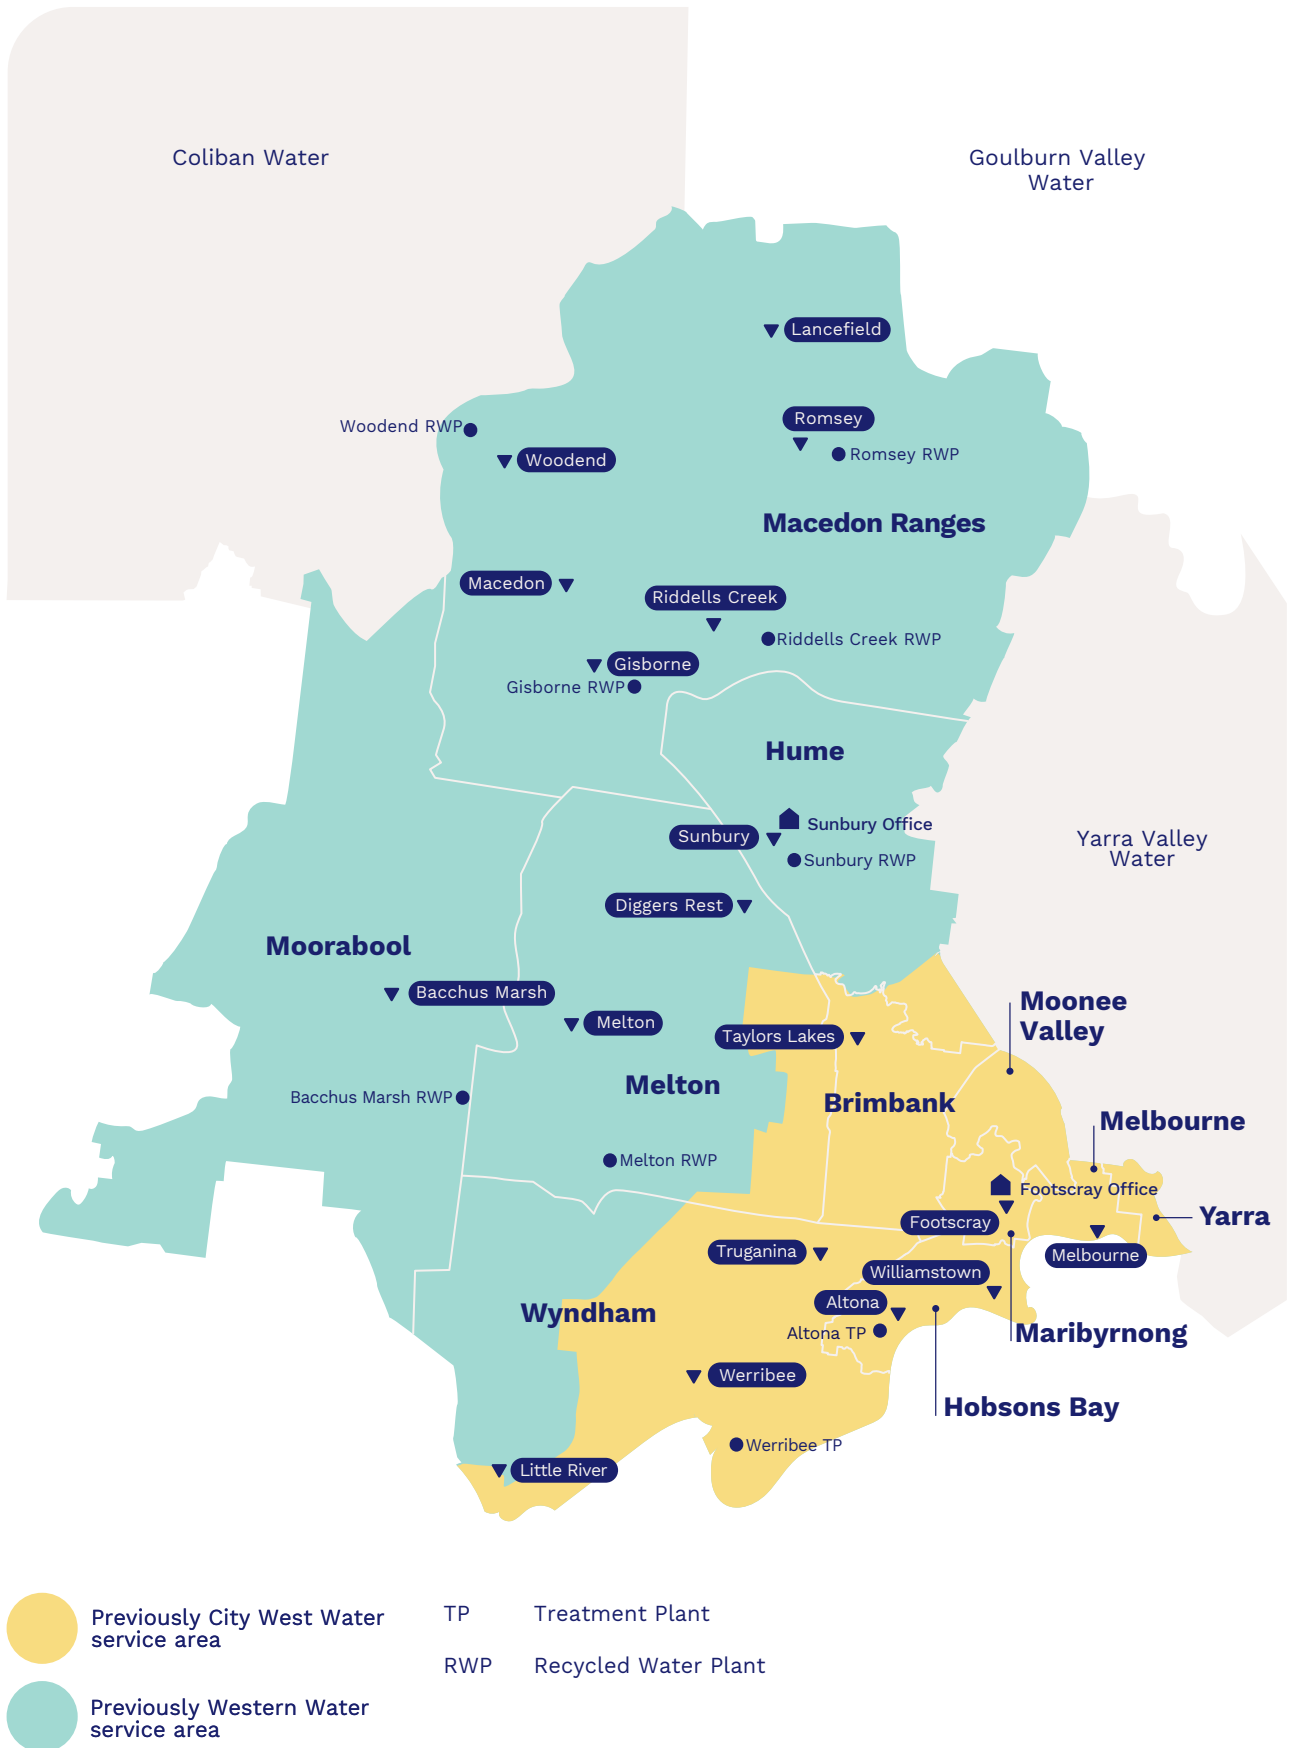 Coliban Water
Goulburn Valley
Water
Lancefield
Romsey
Woodend RWP
Romsey RWP
Woodend
Macedon Ranges
Macedon
Riddells Creek
Riddells Creek RWP
Gisborne
Gisborne RWP
Hume
Sunbury Office
Sunbury
Yarra Valley
Water
Sunbury RWP
Diggers Rest
Moorabool
Bacchus Marsh
Moonee
Valley
Melton
Taylors Lakes
Melton
Bacchus Marsh RWP
Brimbank
Melbourne
Melton RWP
Footscray Office
Yarra
Footscray
Truganina
Melbourne
Williamstown
Altona
Wyndham
Altona TP
Maribyrnong
Werribee
Hobsons Bay
Werribee TP
Little River
Previously City West Water
service area
TP Treatment Plant
RWP Recycled Water Plant
Previously Western Water
service area